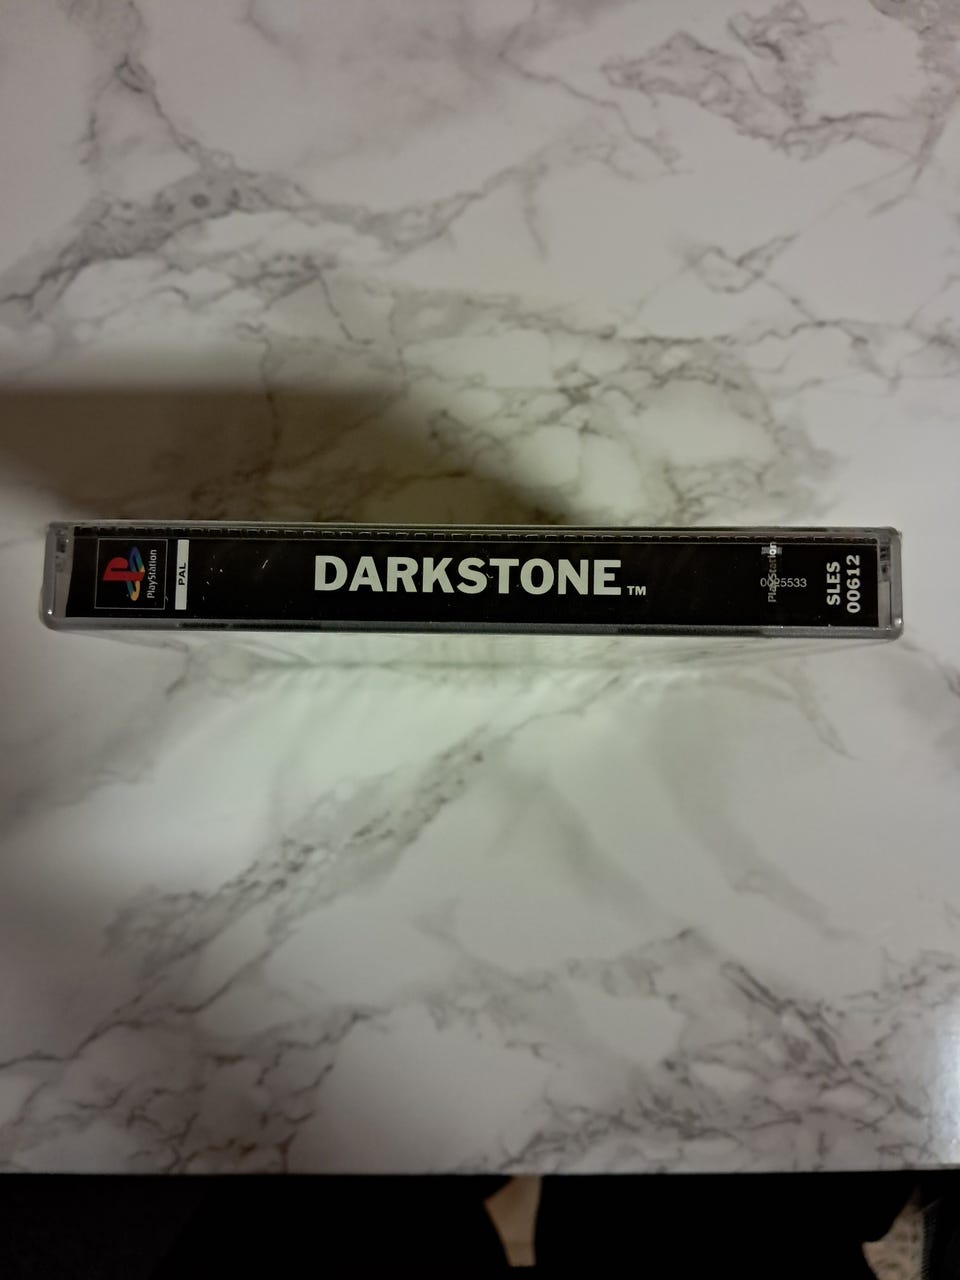 PlayStation
PAL
DARKSTONE™
PlayStation
SLES
00612